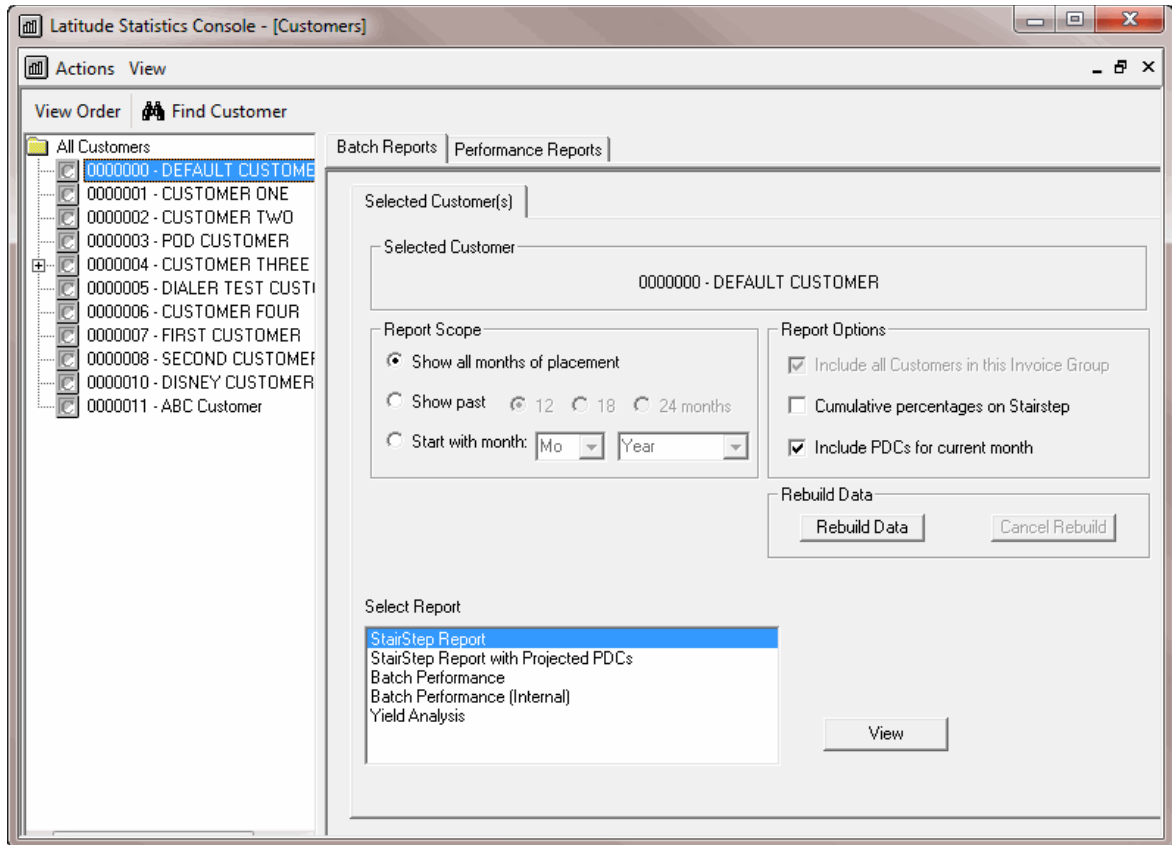 Latitude Statistics Console - [Customers]
Actions View
View Order Find Customer
All Customers
0000000 - DEFAULT CUSTOME
0000001 - CUSTOMER ONE
0000002 - CUSTOMER TWO
0000003 - POD CUSTOMER
0000004 - CUSTOMER THREE
0000005 - DIALER TEST CUST
0000006 - CUSTOMER FOUR
0000007 - FIRST CUSTOMER
0000008 - SECOND CUSTOMER
0000010 - DISNEY CUSTOMER
0000011 - ABC Customer
Batch Reports Performance Reports
Selected Customer(s)
Selected Customer
0000000 - DEFAULT CUSTOMER
Report Scope
Show all months of placement
Show past 12 18 24 months
Start with month: Mo Year
Report Options
Include all Customers in this Invoice Group
Cumulative percentages on Stairstep
Include PDCs for current month
Rebuild Data
Rebuild Data Cancel Rebuild
Select Report
StairStep Report
StairStep Report with Projected PDCs
Batch Performance
Batch Performance (Internal)
Yield Analysis
View